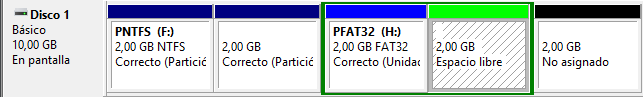 Disco 1
Básico
10,00 GB
En pantalla
PNTFS (F:)
2,00 GB NTFS
Correcto (Partició
2,00 GB
Correcto (Partició
PFAT32 (H:)
2,00 GB FAT32
Correcto (Unidac
2,00 GB
Espacio libre
2,00 GB
No asignado